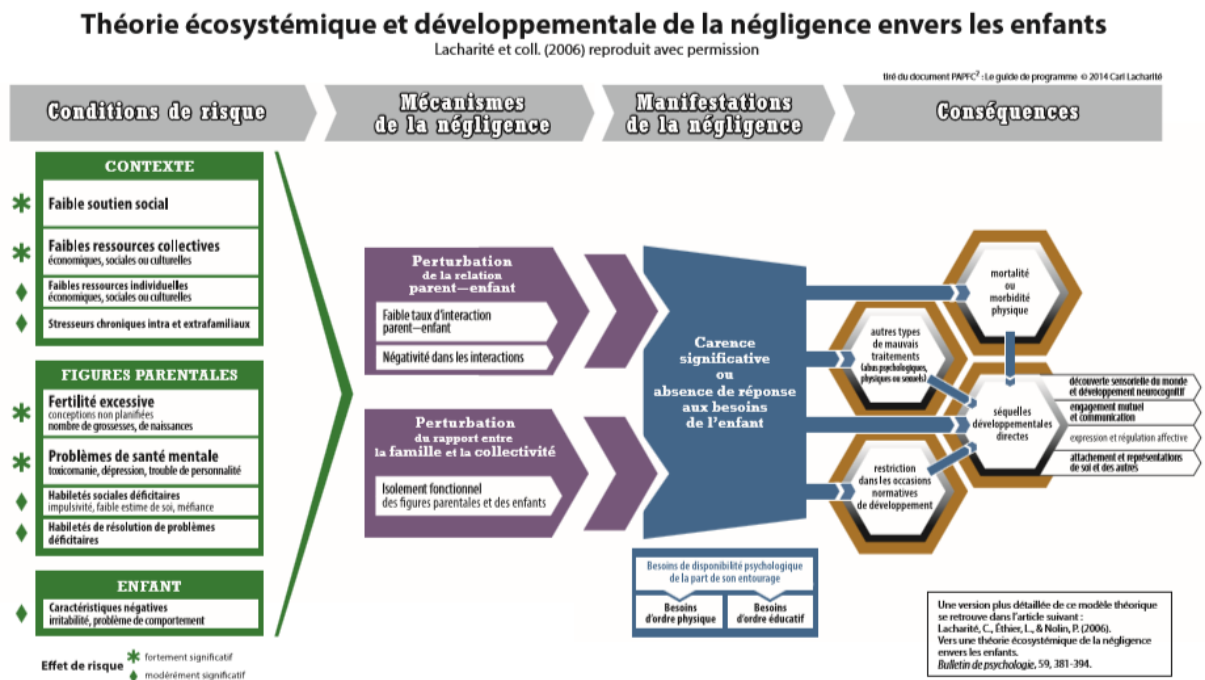 Théorie écosystémique et développementale de la négligence envers les enfants
Lacharité et coll. (2006) reproduit avec permission
tiré du document PAPFC² : Le guide de programme © 2014 Carl Lacharité
Conditions de risque
Mécanismes
de la négligence
Manifestations
de la négligence
Conséquences
CONTEXTE
Faible soutien social
Faibles ressources collectives
économiques, sociales ou culturelles
Faibles ressources individuelles
économiques, sociales ou culturelles
Stresseurs chroniques intra et extrafamiliaux
FIGURES PARENTALES
Fertilité excessive
conceptions non planifiées
nombre de grossesses, de naissances
Problèmes de santé mentale
toxicomanie, dépression, trouble de personnalité
Habiletés sociales déficitaires
impulsivité, faible estime de soi, méfiance
Habiletés de résolution de problèmes
déficitaires
ENFANT
Caractéristiques négatives
irritabilité, problème de comportement
Effet de risque
fortement significatif
modérément significatif
Perturbation
de la relation
parent—enfant
Faible taux d'interaction
parent—enfant
Négativité dans les interactions
Perturbation
du rapport entre
la famille et la collectivité
Isolement fonctionnel
des figures parentales et des enfants
Carence
significative
ou
absence de réponse
aux besoins
de l'enfant
Besoins de disponibilité psychologique
de la part de son entourage
Besoins
d'ordre physique
Besoins
d'ordre éducatif
mortalité
ou
morbidité
physique
autres types
de mauvais
traitements
(abus psychologiques,
physiques ou sexuels)
séquelles
développementales
directes
restriction
dans les occasions
normatives
de développement
découverte sensorielle du monde
et développement neurocognitif
engagement mutuel
et communication
expression et régulation affective
attachement et représentations
de soi et des autres
Une version plus détaillée de ce modèle théorique
se retrouve dans l'article suivant :
Lacharité, C., Éthier, L., & Nolin, P. (2006).
Vers une théorie écosystémique de la négligence
envers les enfants.
Bulletin de psychologie, 59, 381-394.